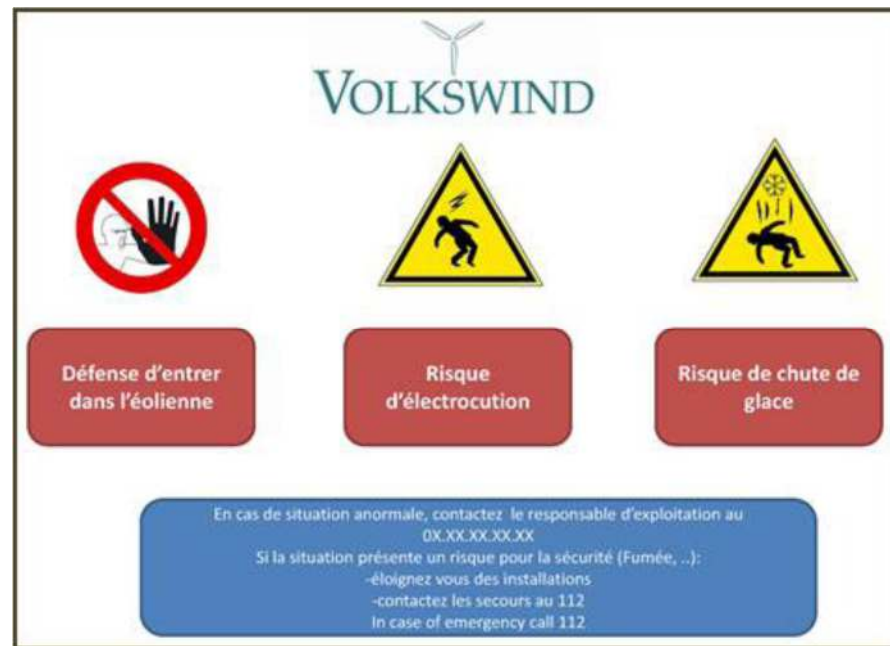 VOLKSWIND
Défense d'entrer
dans l'éolienne
Risque
d'électrocution
Risque de chute de
glace
En cas de situation anormale, contactez le responsable d'exploitation au
0X.XX.XX.XX.XX
Si la situation présente un risque pour la sécurité (Fumée, ..):
-éloignez vous des installations
-contactez les secours au 112
In case of emergency call 112